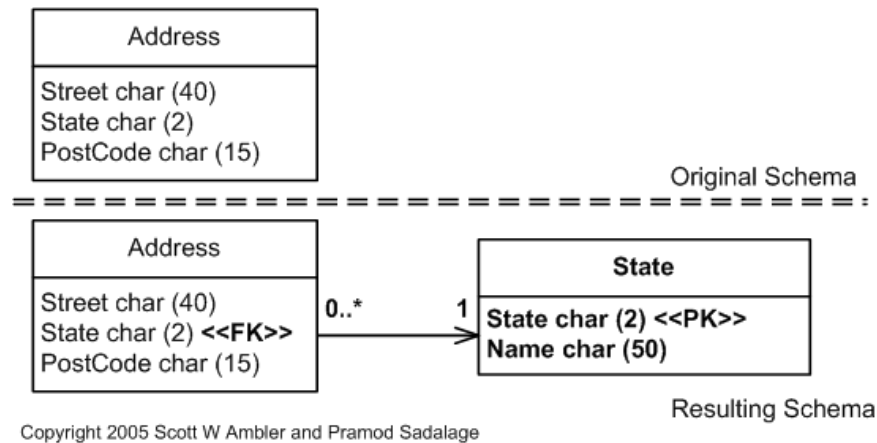 Address
Street char (40)
State char (2)
PostCode char (15)
Original Schema
Address
Street char (40)
State char (2) <<FK>>
PostCode char (15)
0..*
1
State
State char (2) <<PK>>
Name char (50)
Resulting Schema
Copyright 2005 Scott W Ambler and Pramod Sadalage